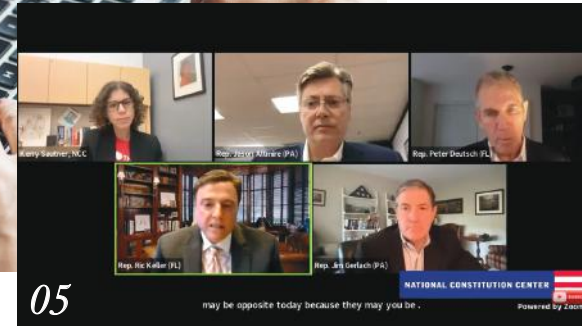 Kerry Sautner, NCC
Rep. Jason Altmire (PA)
Rep. Peter Deutsch (FL)
Rep. Ric Keller (FL)
Rep. Jim Gerlach (PA)
NATIONAL CONSTITUTION CENTER
05
may be opposite today because they may you be .
Powered by Zoom